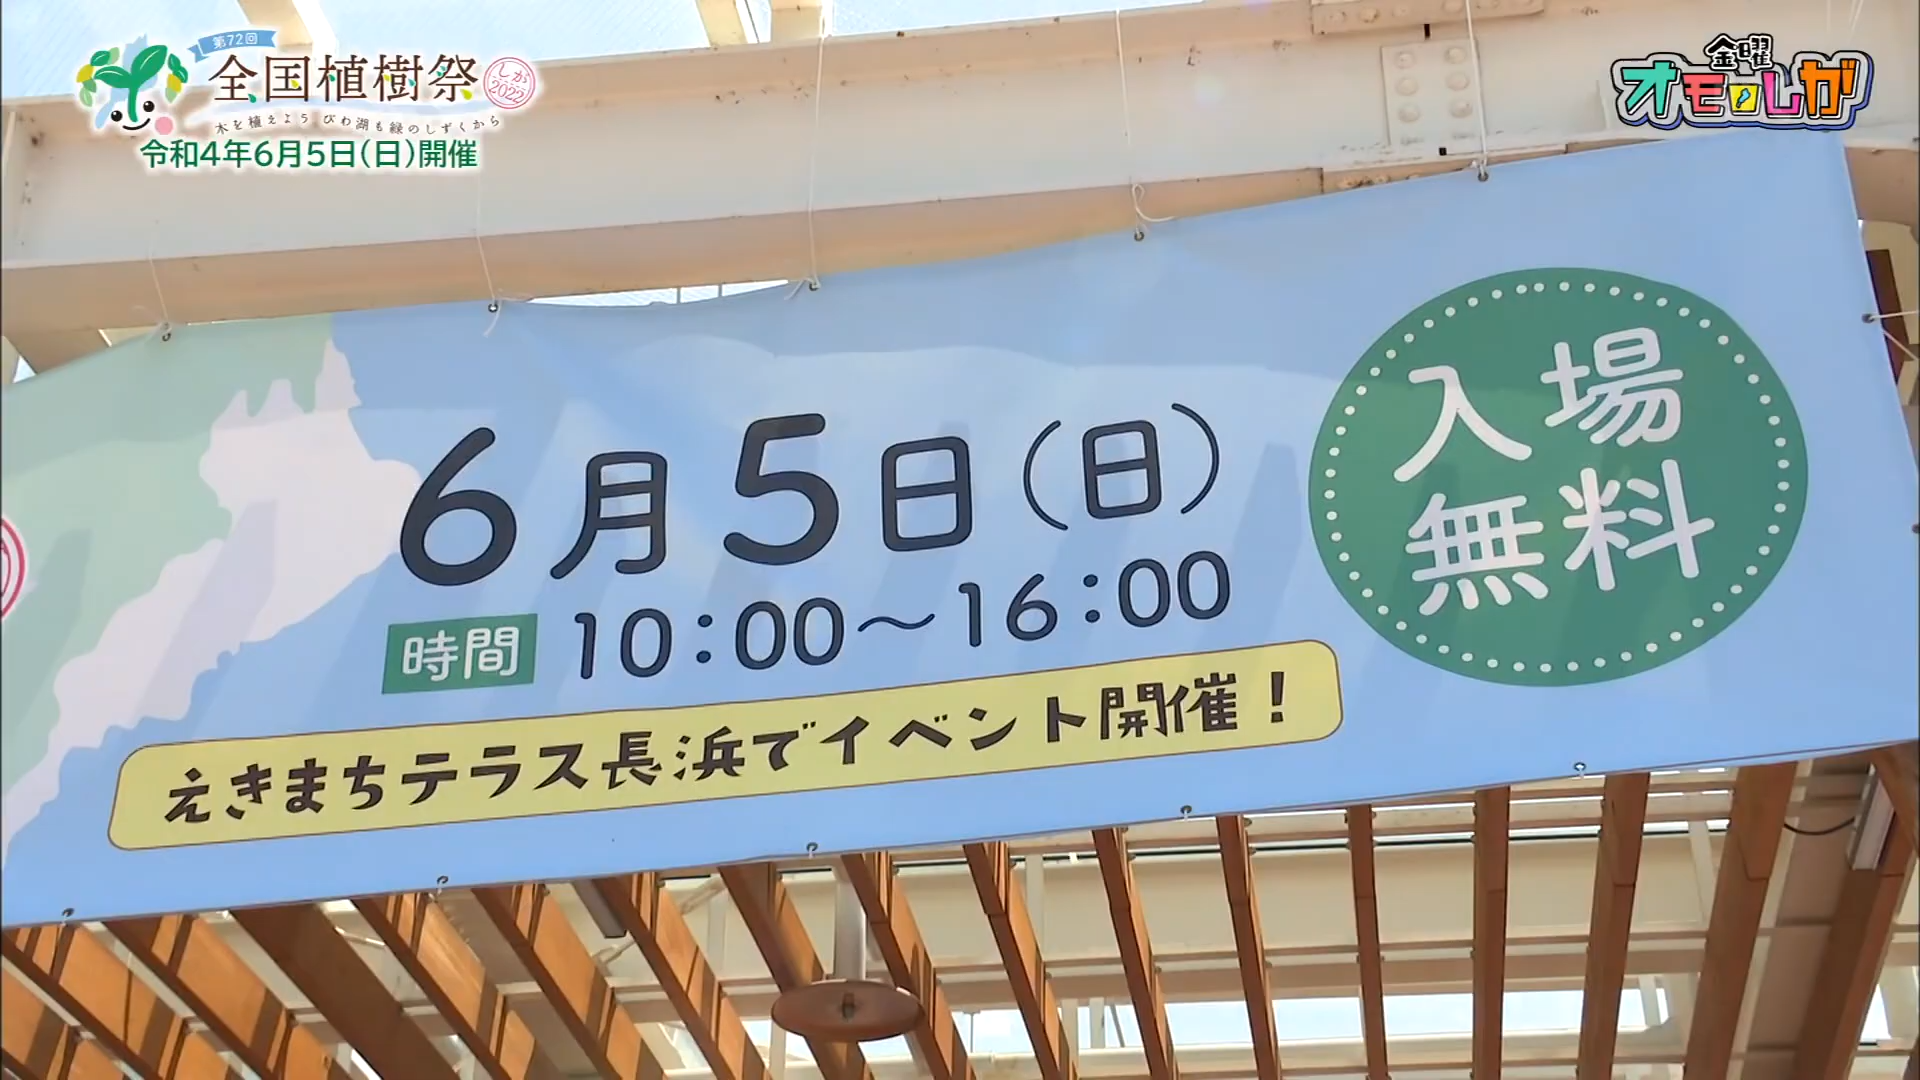 第72回
全国植樹祭
しが
2022
木を植えよう びわ湖も緑のしずくから
令和4年6月5日(日)開催
金曜
オモロしが
6月5日(日)
時間 10:00〜16:00
えきまちテラス長浜でイベント開催!
入場
無料